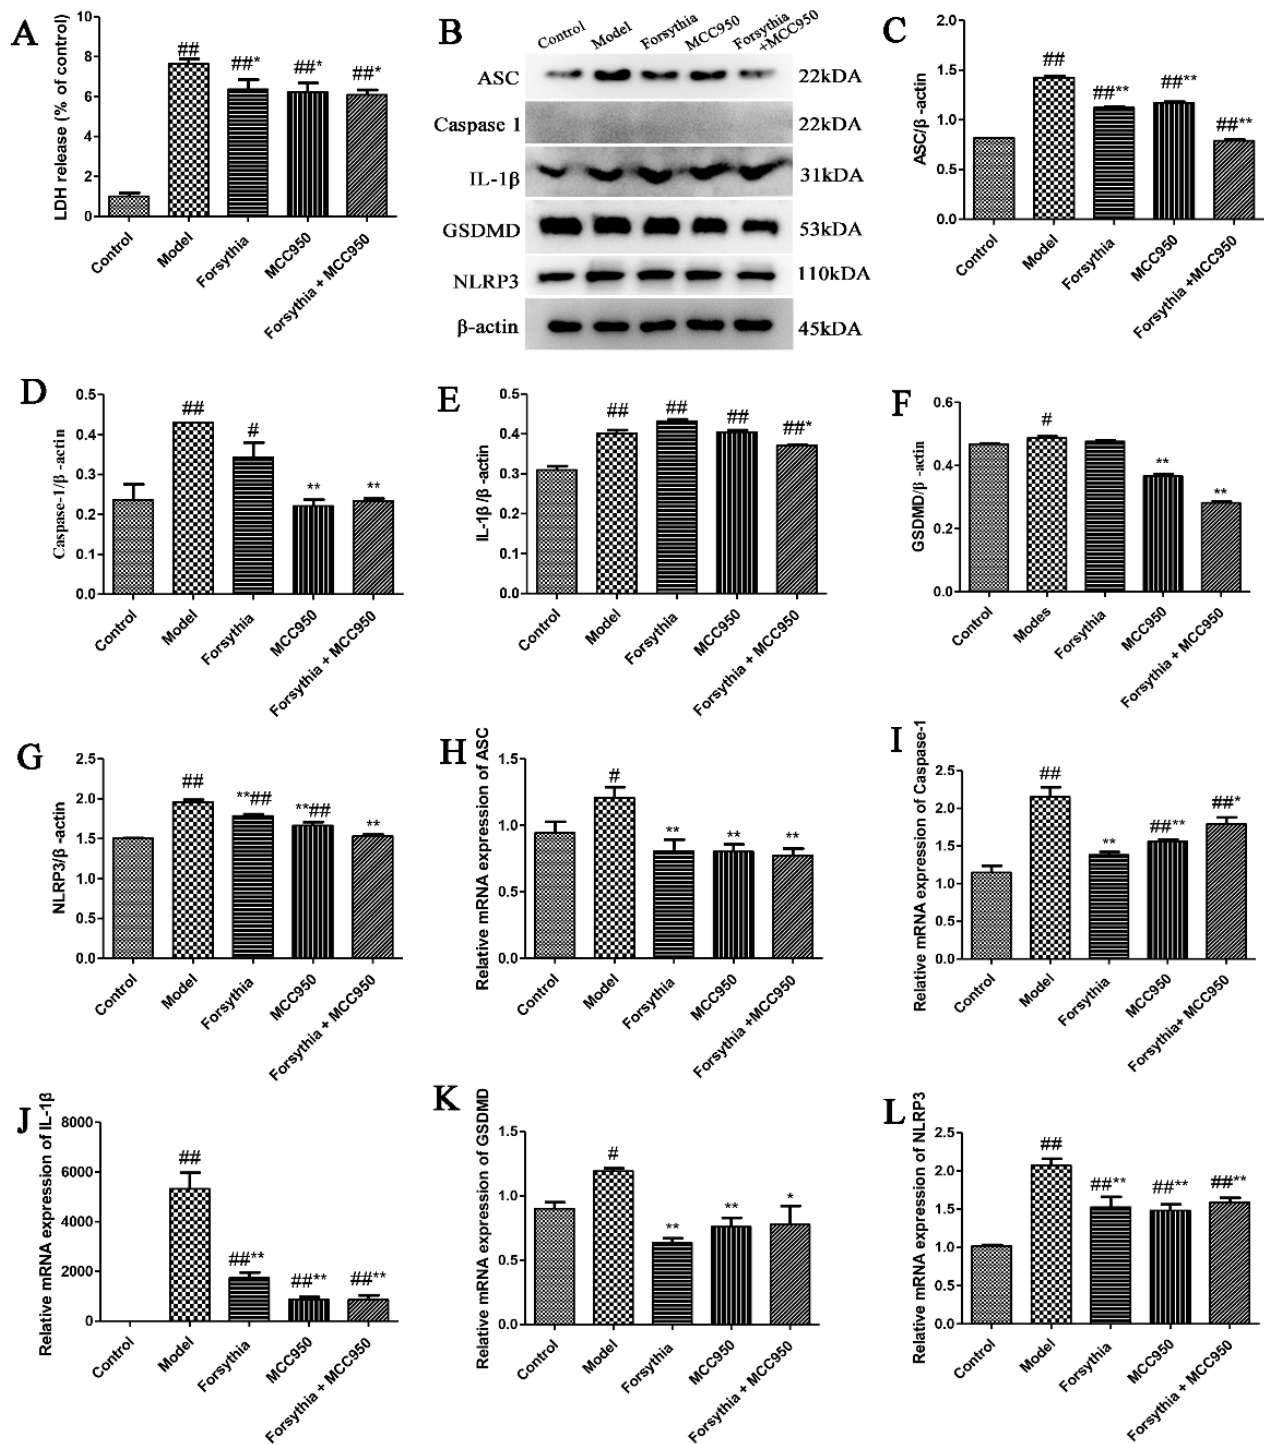 A
LDH release (% of control)
10
8
6
4
2
0
##
##*
##*
##*
Control
Model
Forsythia
MCC950
Forsythia + MCC950
B
Control
Model
Forsythia
MCC950
Forsythia
+MCC950
ASC
22kDA
Caspase 1
22kDA
IL-1β
31kDA
GSDMD
53kDA
NLRP3
110kDA
β-actin
45kDA
C
ASC/β -actin
2.0
1.5
1.0
0.5
0.0
##
##**
##**
##**
Control
Model
Forsythia
MCC950
Forsythia +MCC950
D
Caspase-1/β -actin
0.5
0.4
0.3
0.2
0.1
0.0
##
#
**
**
Control
Model
Forsythia
MCC950
Forsythia + MCC950
E
IL-1β /β -actin
0.5
0.4
0.3
0.2
0.1
0.0
##
##
##
##*
Control
Model
Forsythia
MCC950
Forsythia + MCC950
F
GSDMD/β -actin
0.6
0.4
0.2
0.0
#
**
**
Control
Modes
Forsythia
MCC950
Forsythia + MCC950
G
NLRP3/β -actin
2.5
2.0
1.5
1.0
0.5
0.0
##
**##
**##
**
Control
Model
Forsythia
MCC950
Forsythia + MCC950
H
Relative mRNA expression of ASC
1.5
1.0
0.5
0.0
#
**
**
**
Control
Model
Forsythia
MCC950
Forsythia +MCC950
I
Relative mRNA expression of Caspase-1
2.5
2.0
1.5
1.0
0.5
0.0
##
**
##**
##*
Control
Model
Forsythia
MCC950
Forsythia+ MCC950
J
Relative mRNA expression of IL-1β
8000
6000
4000
2000
0
##
##**
##**
##**
Control
Model
Forsythia
MCC950
Forsythia + MCC950
K
Relative mRNA expression of GSDMD
1.5
1.0
0.5
0.0
#
**
**
*
Control
Model
Forsythia
MCC950
Forsythia + MCC950
L
Relative mRNA expression of NLRP3
2.5
2.0
1.5
1.0
0.5
0.0
##
##**
##**
##**
Control
Model
Forsythia
MCC950
Forsythia + MCC950